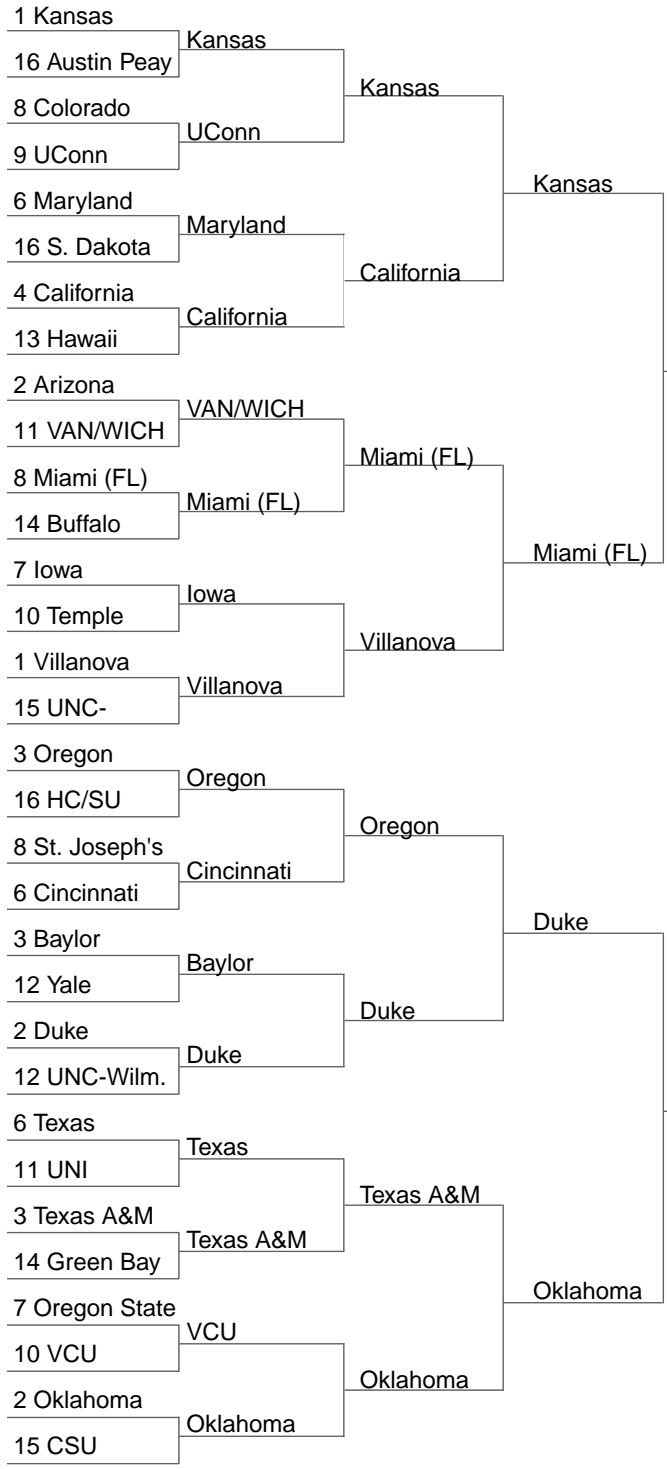 1 Kansas
16 Austin Peay
8 Colorado
9 UConn
6 Maryland
16 S. Dakota
4 California
13 Hawaii
2 Arizona
11 VAN/WICH
8 Miami (FL)
14 Buffalo
7 Iowa
10 Temple
1 Villanova
15 UNC-
3 Oregon
16 HC/SU
8 St. Joseph's
6 Cincinnati
3 Baylor
12 Yale
2 Duke
12 UNC-Wilm.
6 Texas
11 UNI
3 Texas A&M
14 Green Bay
7 Oregon State
10 VCU
2 Oklahoma
15 CSU
Kansas
UConn
Maryland
California
VAN/WICH
Miami (FL)
Iowa
Villanova
Oregon
Cincinnati
Baylor
Duke
Texas
Texas A&M
VCU
Oklahoma
Kansas
California
Miami (FL)
Villanova
Oregon
Duke
Texas A&M
Oklahoma
Kansas
Miami (FL)
Duke
Oklahoma